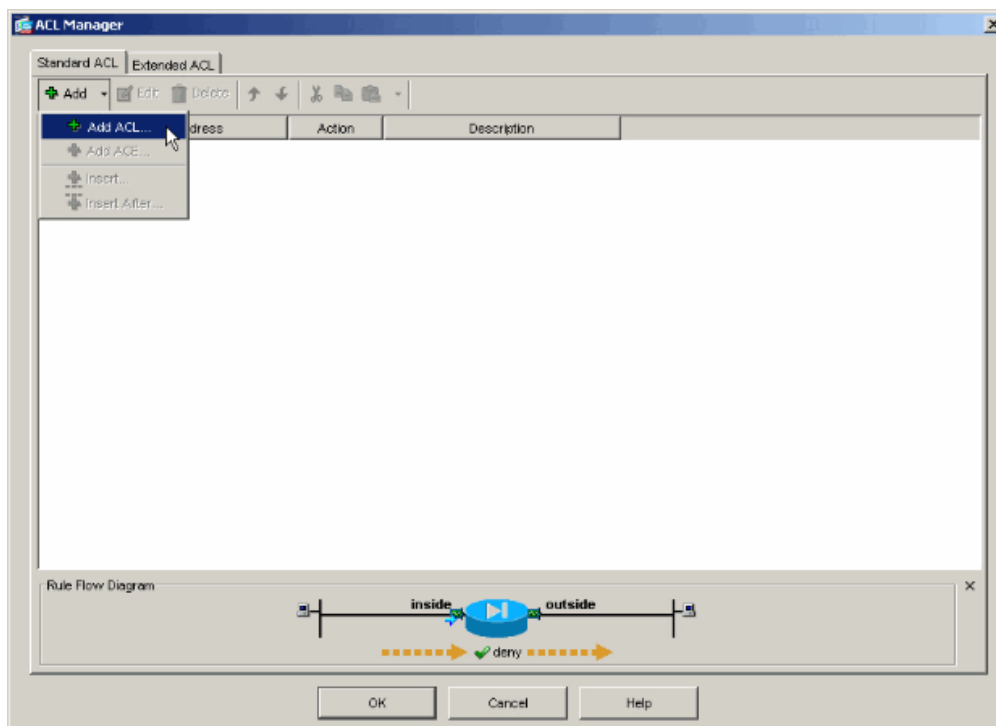 ACL Manager
Standard ACL Extended ACL
Add Edit Delete
Add ACL... dress Action Description
Add ACE...
Insert...
Insert After...
Rule Flow Diagram
inside outside
deny
OK Cancel Help